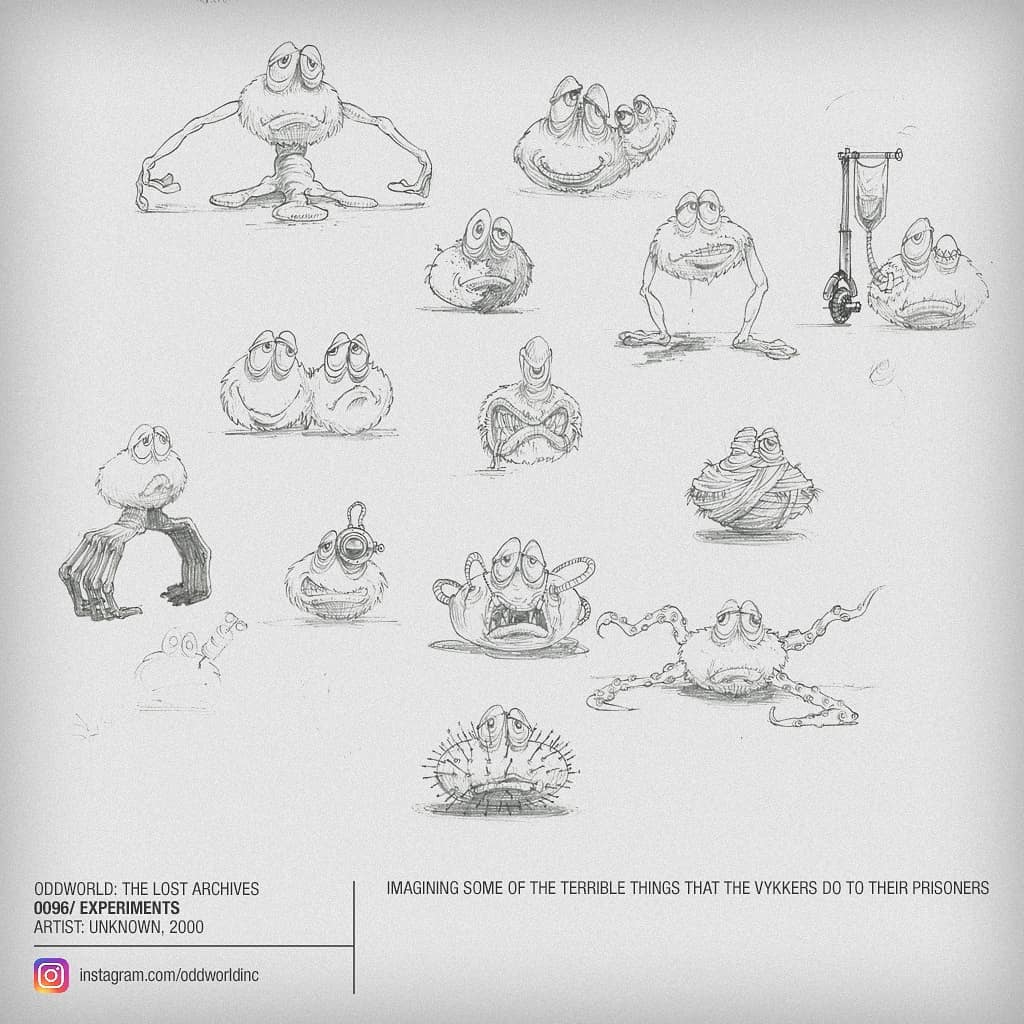 ODDWORLD: THE LOST ARCHIVES
0096/ EXPERIMENTS
ARTIST: UNKNOWN, 2000
instagram.com/oddworldinc
IMAGINING SOME OF THE TERRIBLE THINGS THAT THE VYKKERS DO TO THEIR PRISONERS